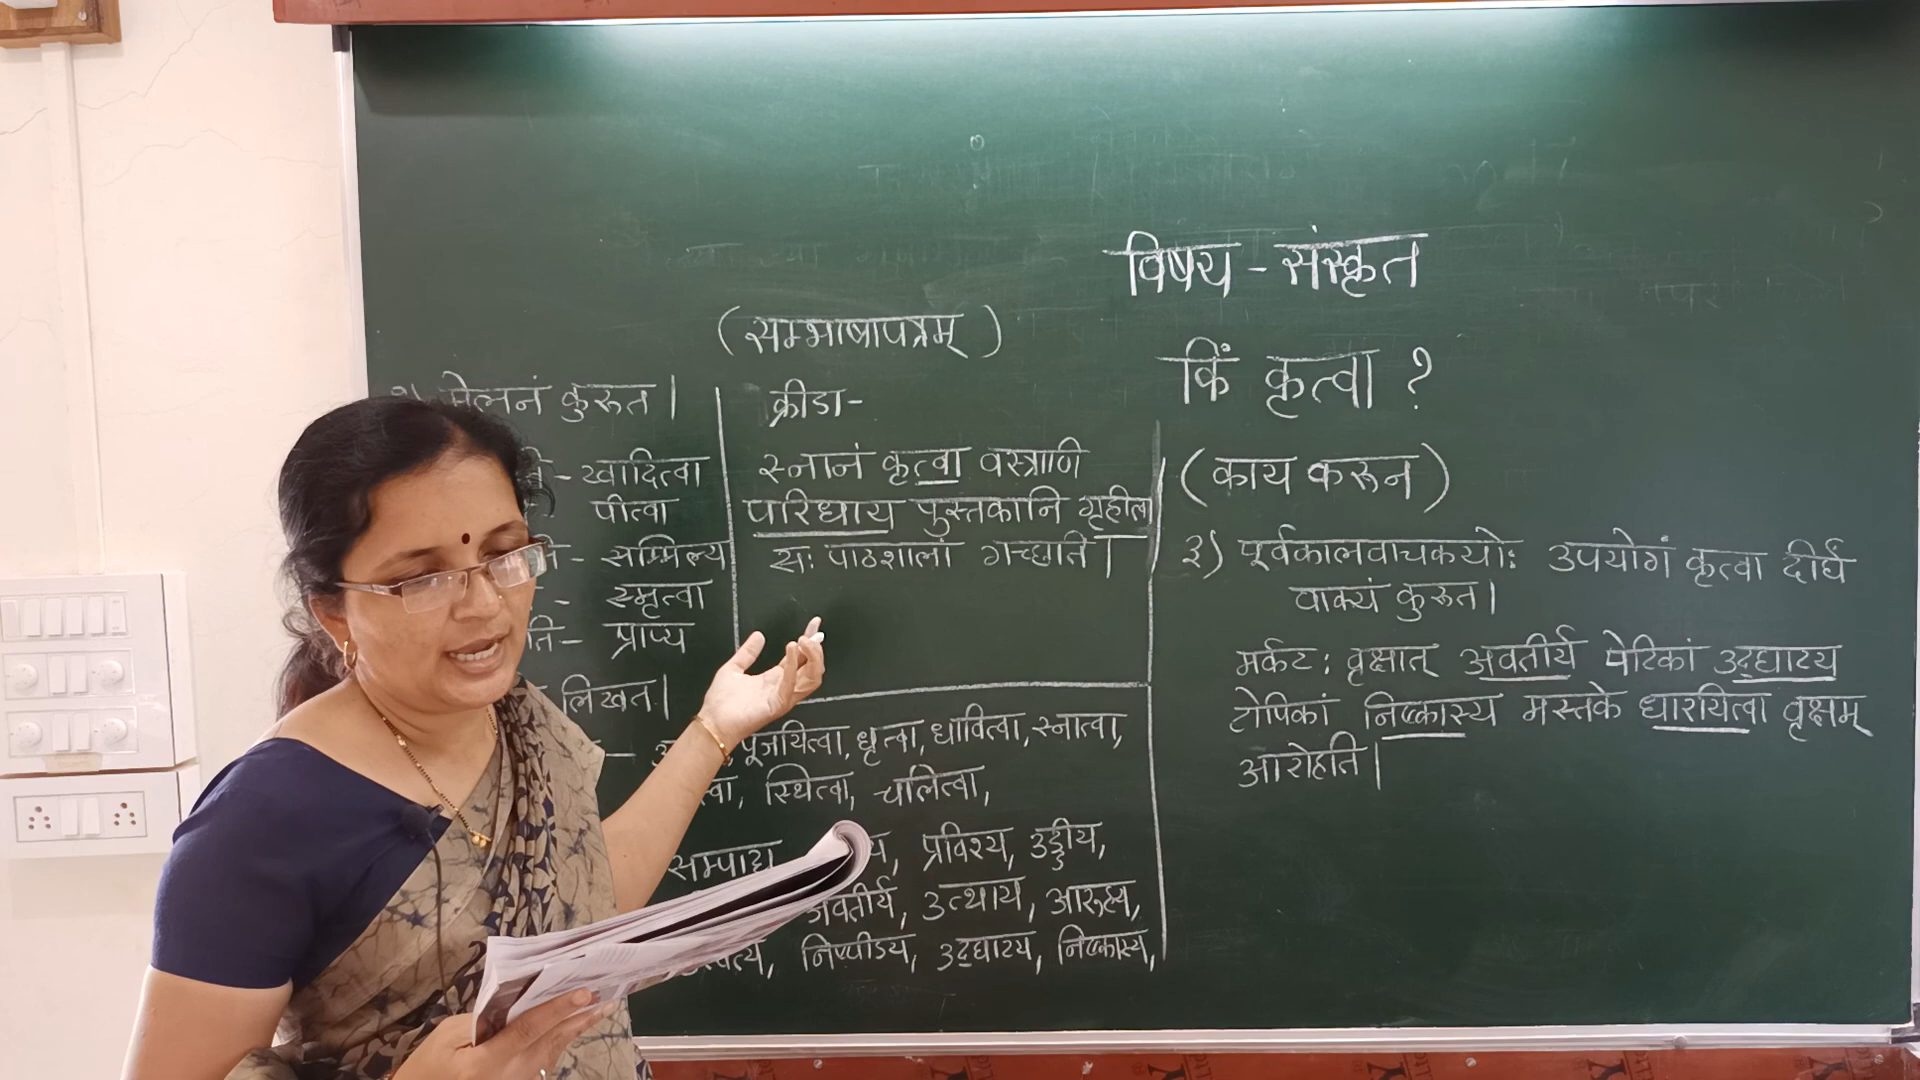 विषय - संस्कृत
(सम्भाषापत्रम्)
किं कृत्वा ?
(काय करून)
मेलनं कुरूत।
- खादित्वा
पीत्वा
- सम्मिल्य
- स्मृत्वा
ति - प्राप्य
लिखत।
क्रीडा-
स्नानं कृत्वा वस्त्राणि
परिधाय पुस्तकानि गृहीत्वा
सः पाठशालां गच्छति।
पूजयित्वा, धृत्वा, धावित्वा, स्नात्वा,
स्थित्वा, चलित्वा,
सम्पाद्य प्रविश्य, उड्डीय,
अवतीर्य, उत्थाय, आरूह्य,
निष्पीड्य, उद्घाट्य, निष्कास्य,
३) पूर्वकालवाचकयोः उपयोगं कृत्वा दीर्घं
वाक्यं कुरूत।
मर्कटः वृक्षात् अवतीर्य पेटिकां उद्घाट्य
टोपिकां निष्कास्य मस्तके धारयित्वा वृक्षम्
आरोहति।